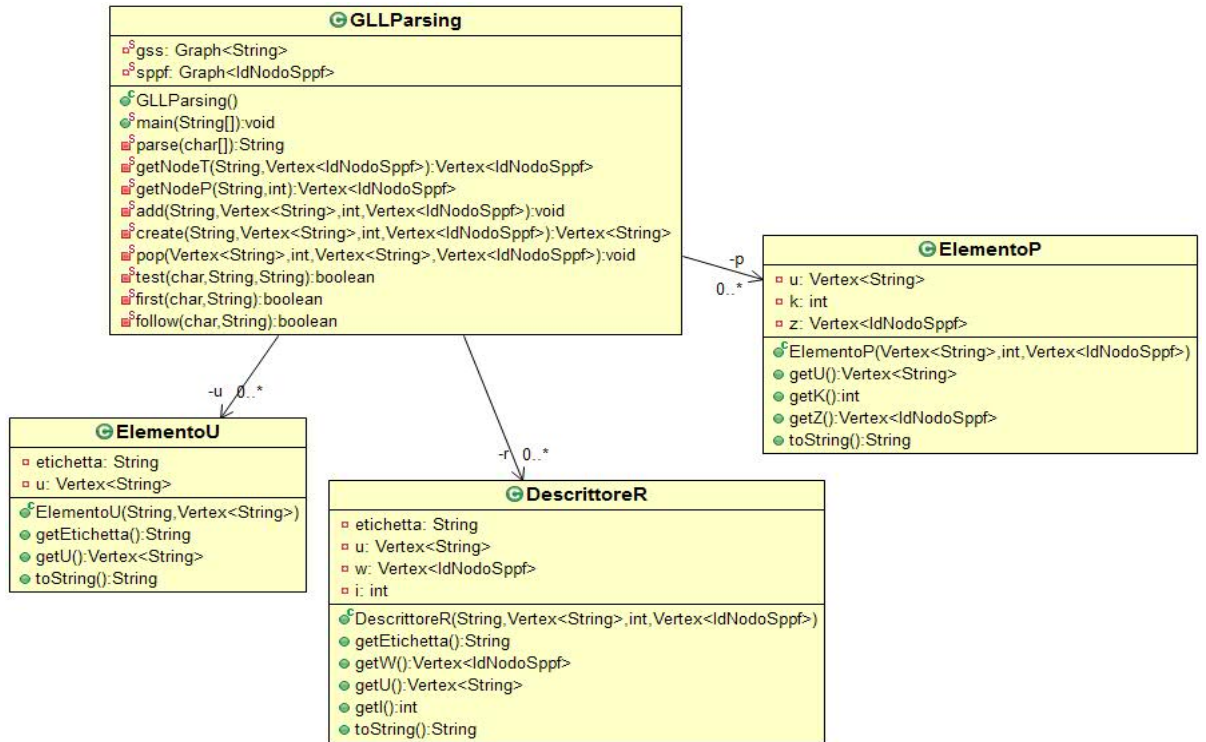 GLLParsing
gss: Graph<String>
sppf: Graph<IdNodoSppf>
GLLParsing()
main(String[]):void
parse(char[]):String
getNodeT(String,Vertex<IdNodoSppf>):Vertex<IdNodoSppf>
getNodeP(String,int):Vertex<IdNodoSppf>
add(String,Vertex<String>,int,Vertex<IdNodoSppf>):void
create(String,Vertex<String>,int,Vertex<IdNodoSppf>):Vertex<String>
pop(Vertex<String>,int,Vertex<String>,Vertex<IdNodoSppf>):void
test(char,String,String):boolean
first(char,String):boolean
follow(char,String):boolean
-p
0..*
ElementoP
u: Vertex<String>
k: int
z: Vertex<IdNodoSppf>
ElementoP(Vertex<String>,int,Vertex<IdNodoSppf>)
getU():Vertex<String>
getK():int
getZ():Vertex<IdNodoSppf>
toString():String
-u 0..*
ElementoU
etichetta: String
u: Vertex<String>
ElementoU(String,Vertex<String>)
getEtichetta():String
getU():Vertex<String>
toString():String
-r 0..*
DescrittoreR
etichetta: String
u: Vertex<String>
w: Vertex<IdNodoSppf>
i: int
DescrittoreR(String,Vertex<String>,int,Vertex<IdNodoSppf>)
getEtichetta():String
getW():Vertex<IdNodoSppf>
getU():Vertex<String>
getI():int
toString():String